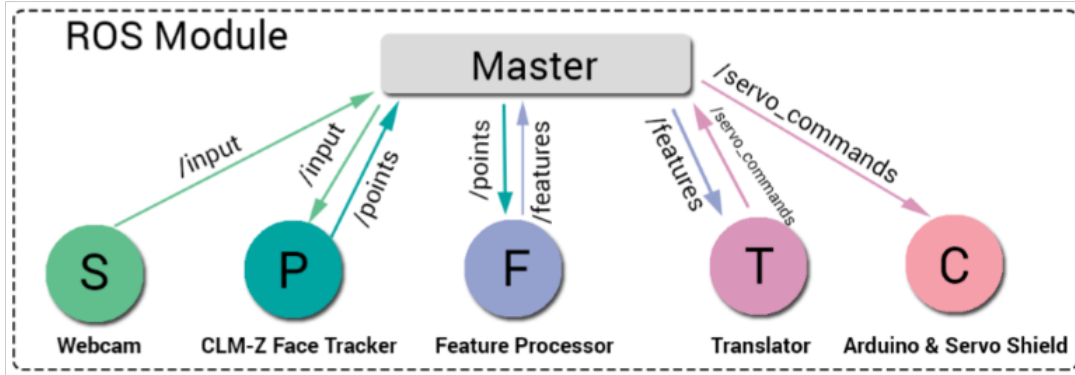 ROS Module
Master
/input
/input
/points
/points
/features
/features
/servo_commands
/servo_commands
S
P
F
T
C
Webcam
CLM-Z Face Tracker
Feature Processor
Translator
Arduino & Servo Shield